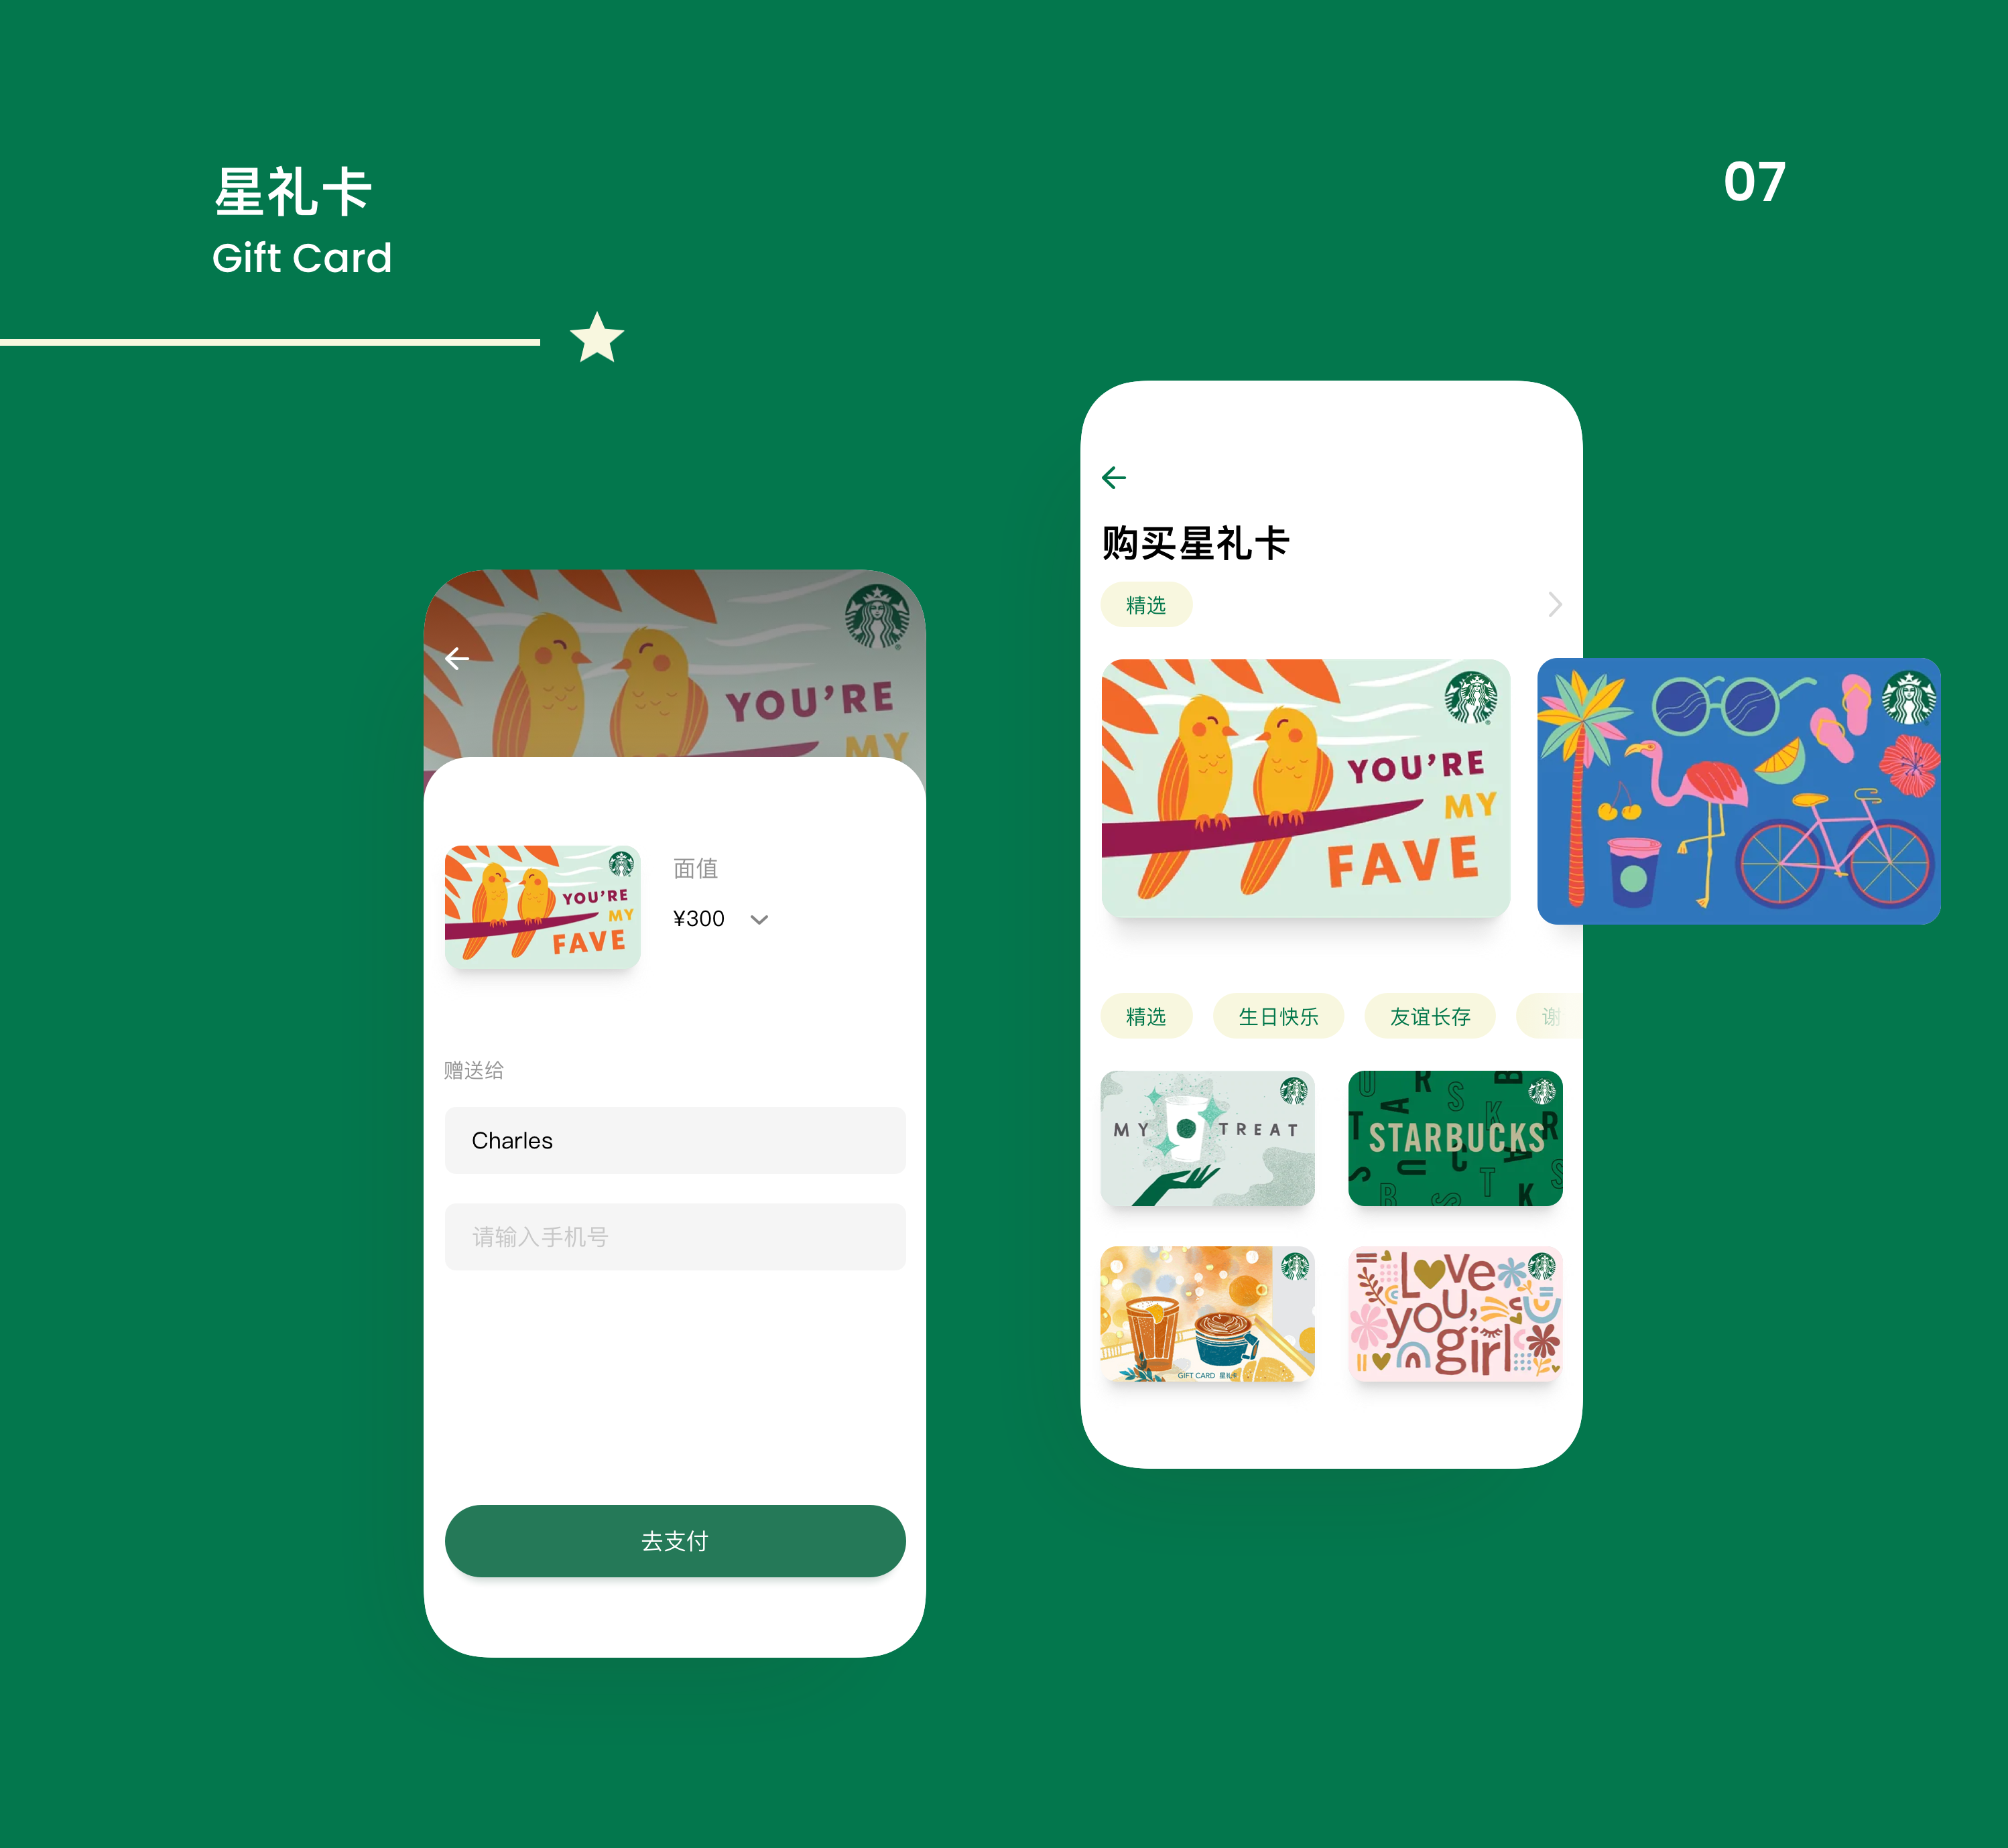 星礼卡
Gift Card
07
YOU'RE
MY
YOU'RE
MY
FAVE
面值
¥300
赠送给
Charles
请输入手机号
去支付
购买星礼卡
精选
YOU'RE
MY
FAVE
精选 生日快乐 友谊长存 谢
MY TREAT
STARBUCKS
GIFT CARD 星礼卡
Love
you,
girl